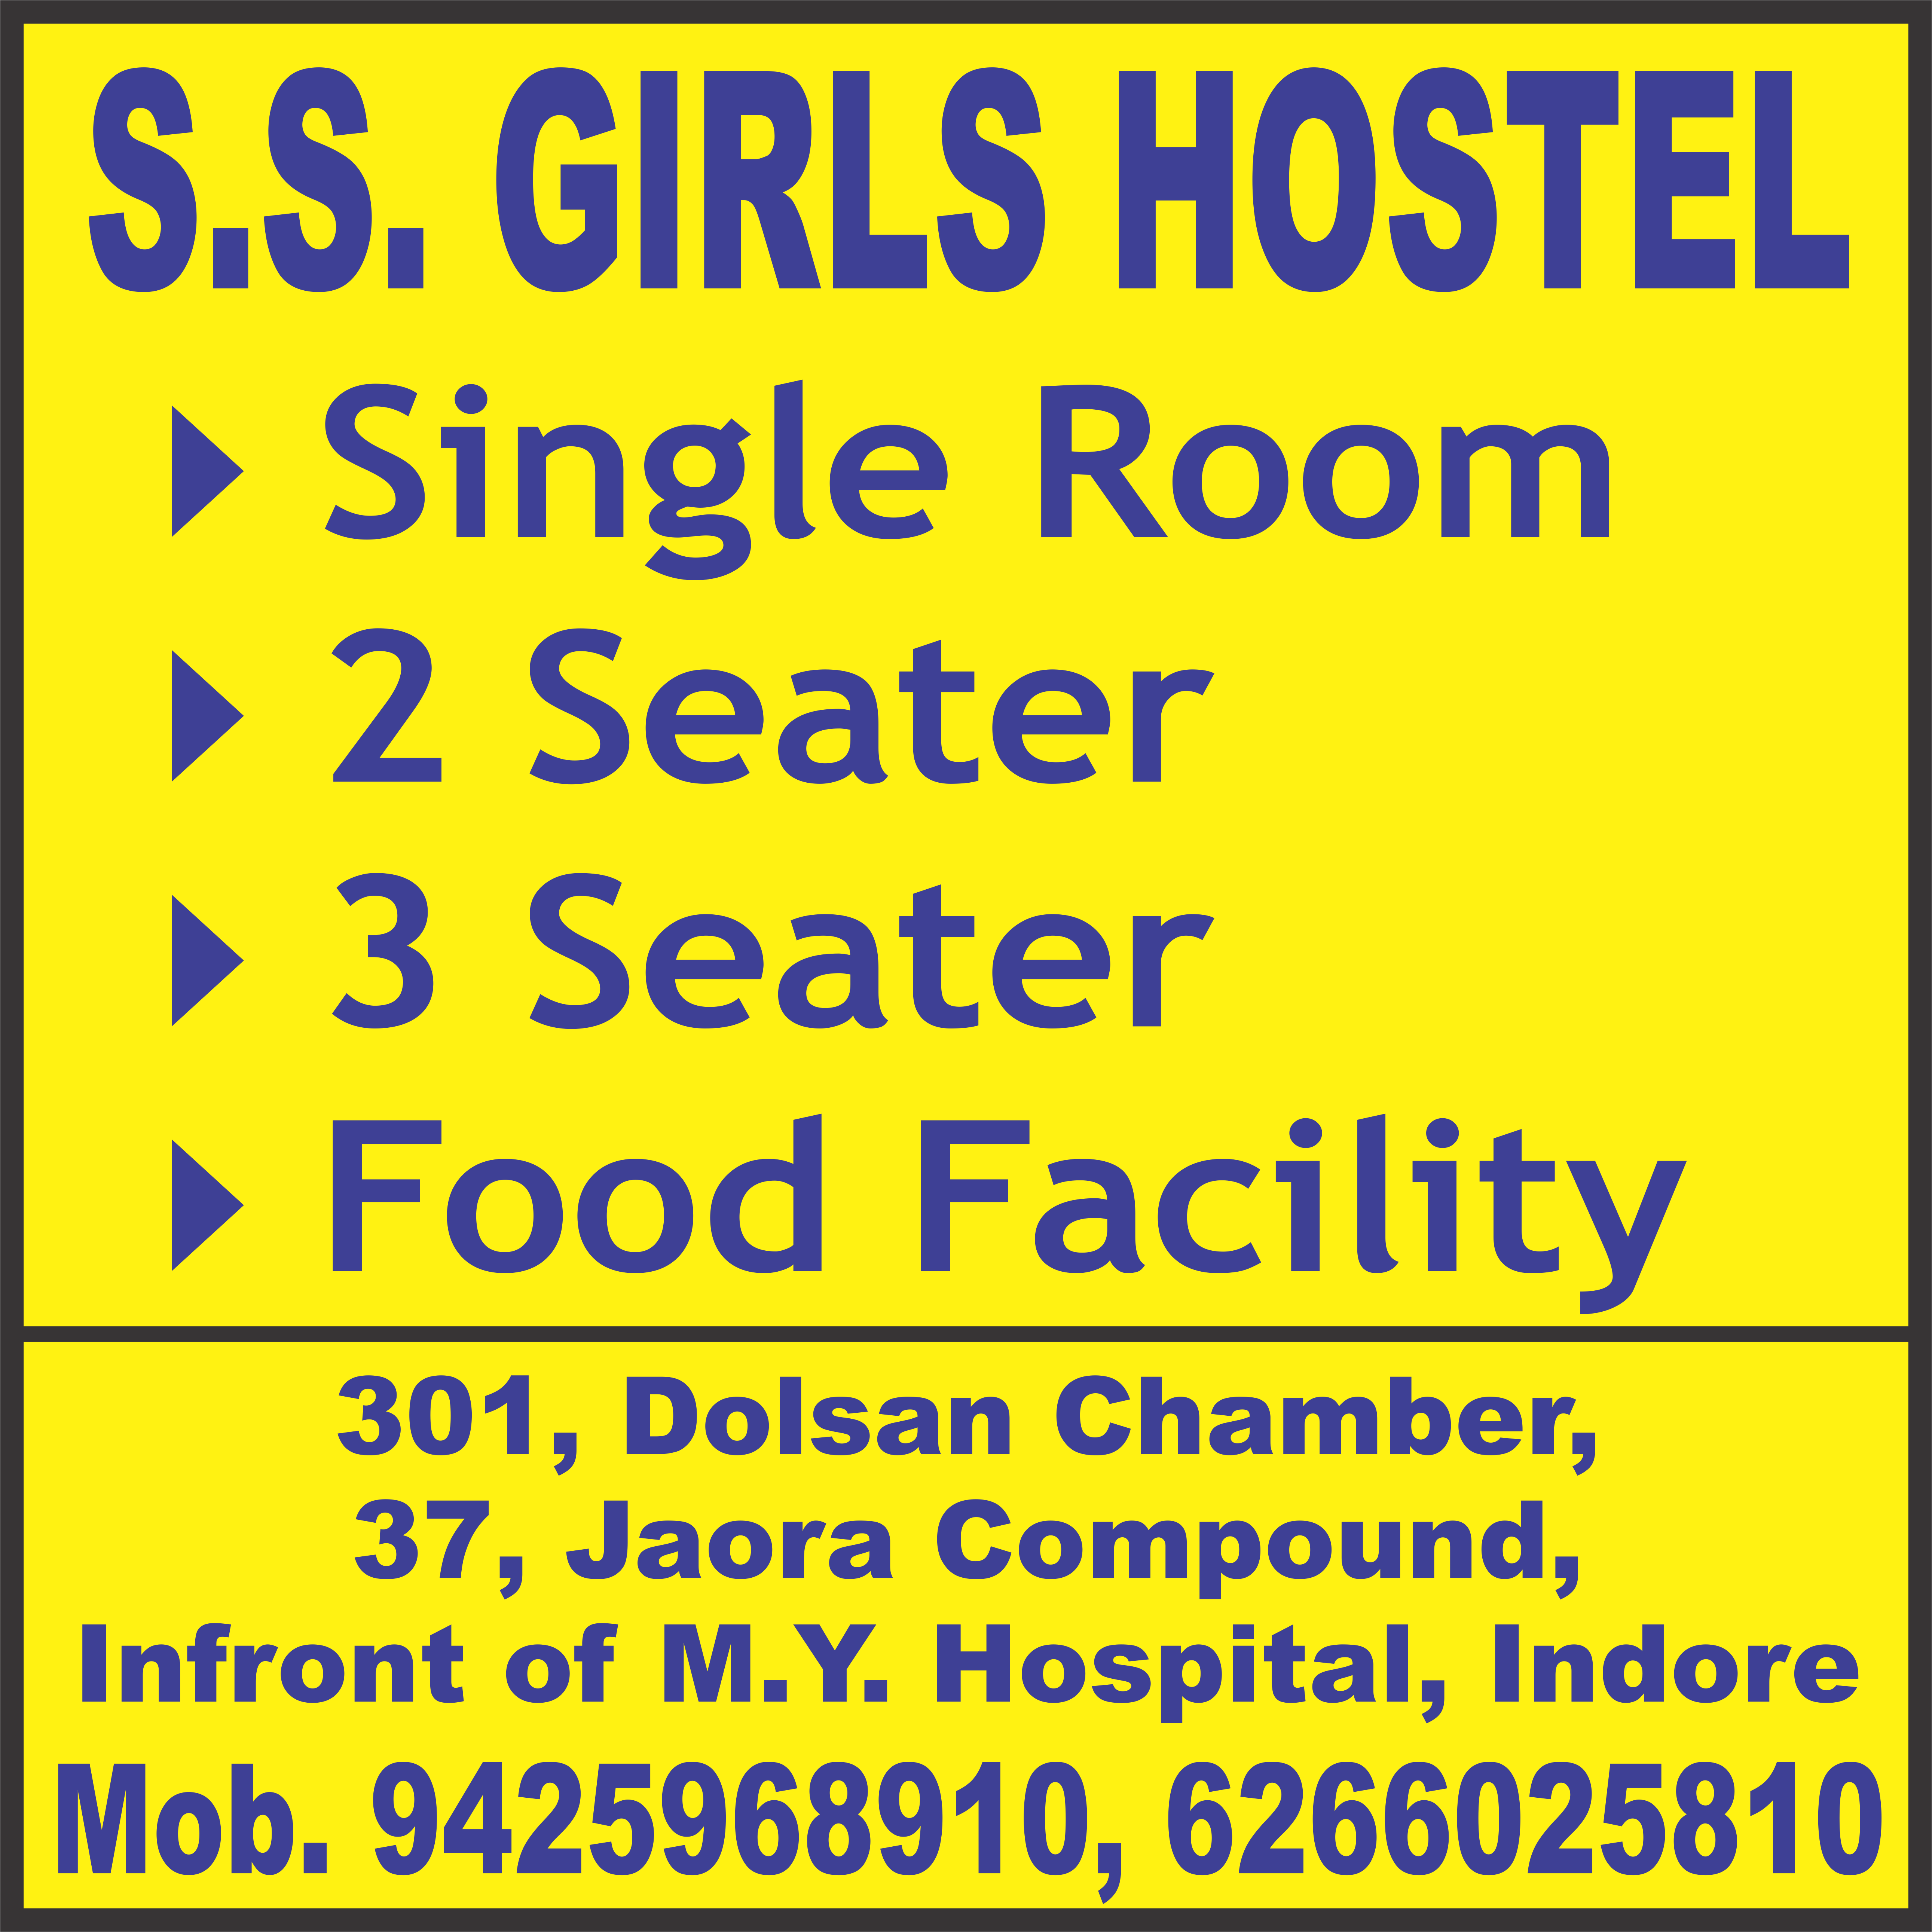 S.S. GIRLS HOSTEL
Single Room
2 Seater
3 Seater
Food Facility
301, Dolsan Chamber,
37, Jaora Compound,
Infront of M.Y. Hospital, Indore
Mob. 9425968910, 6266025810